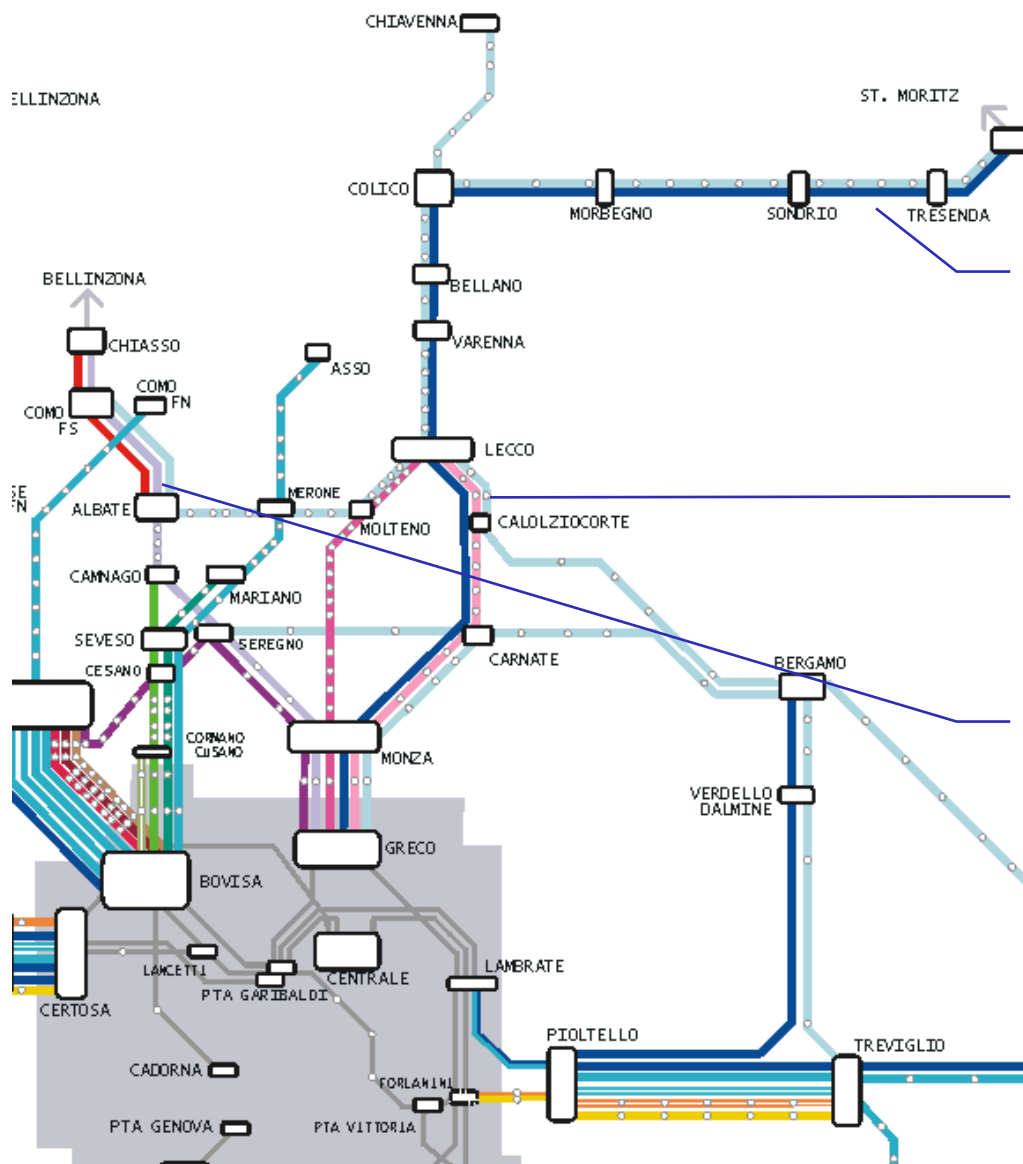 CHIAVENNA
ELLINZONA
ST. MORITZ
COLICO
MORBEGNO
SONDRIO
TRESENDA
BELLINZONA
BELLANO
CHIASSO
VARENNA
ASSO
COMO
FN
COMO
FS
LECCO
SE
FN
MERONE
ALBATE
MOLTENO
CALOLZIOCORTE
CAMNAGO
MARIANO
SEVESO
SEREGNO
CARNATE
CESANO
BERGAMO
CORMANO
CUSANO
MONZA
VERDELLO
DALMINE
GRECO
BOVISA
LANCETTI
CENTRALE
LAMBRATE
PTA GARIBALDI
CERTOSA
PIOLTELLO
TREVIGLIO
CADORNA
FORLANINI
PTA GENOVA
PTA VITTORIA